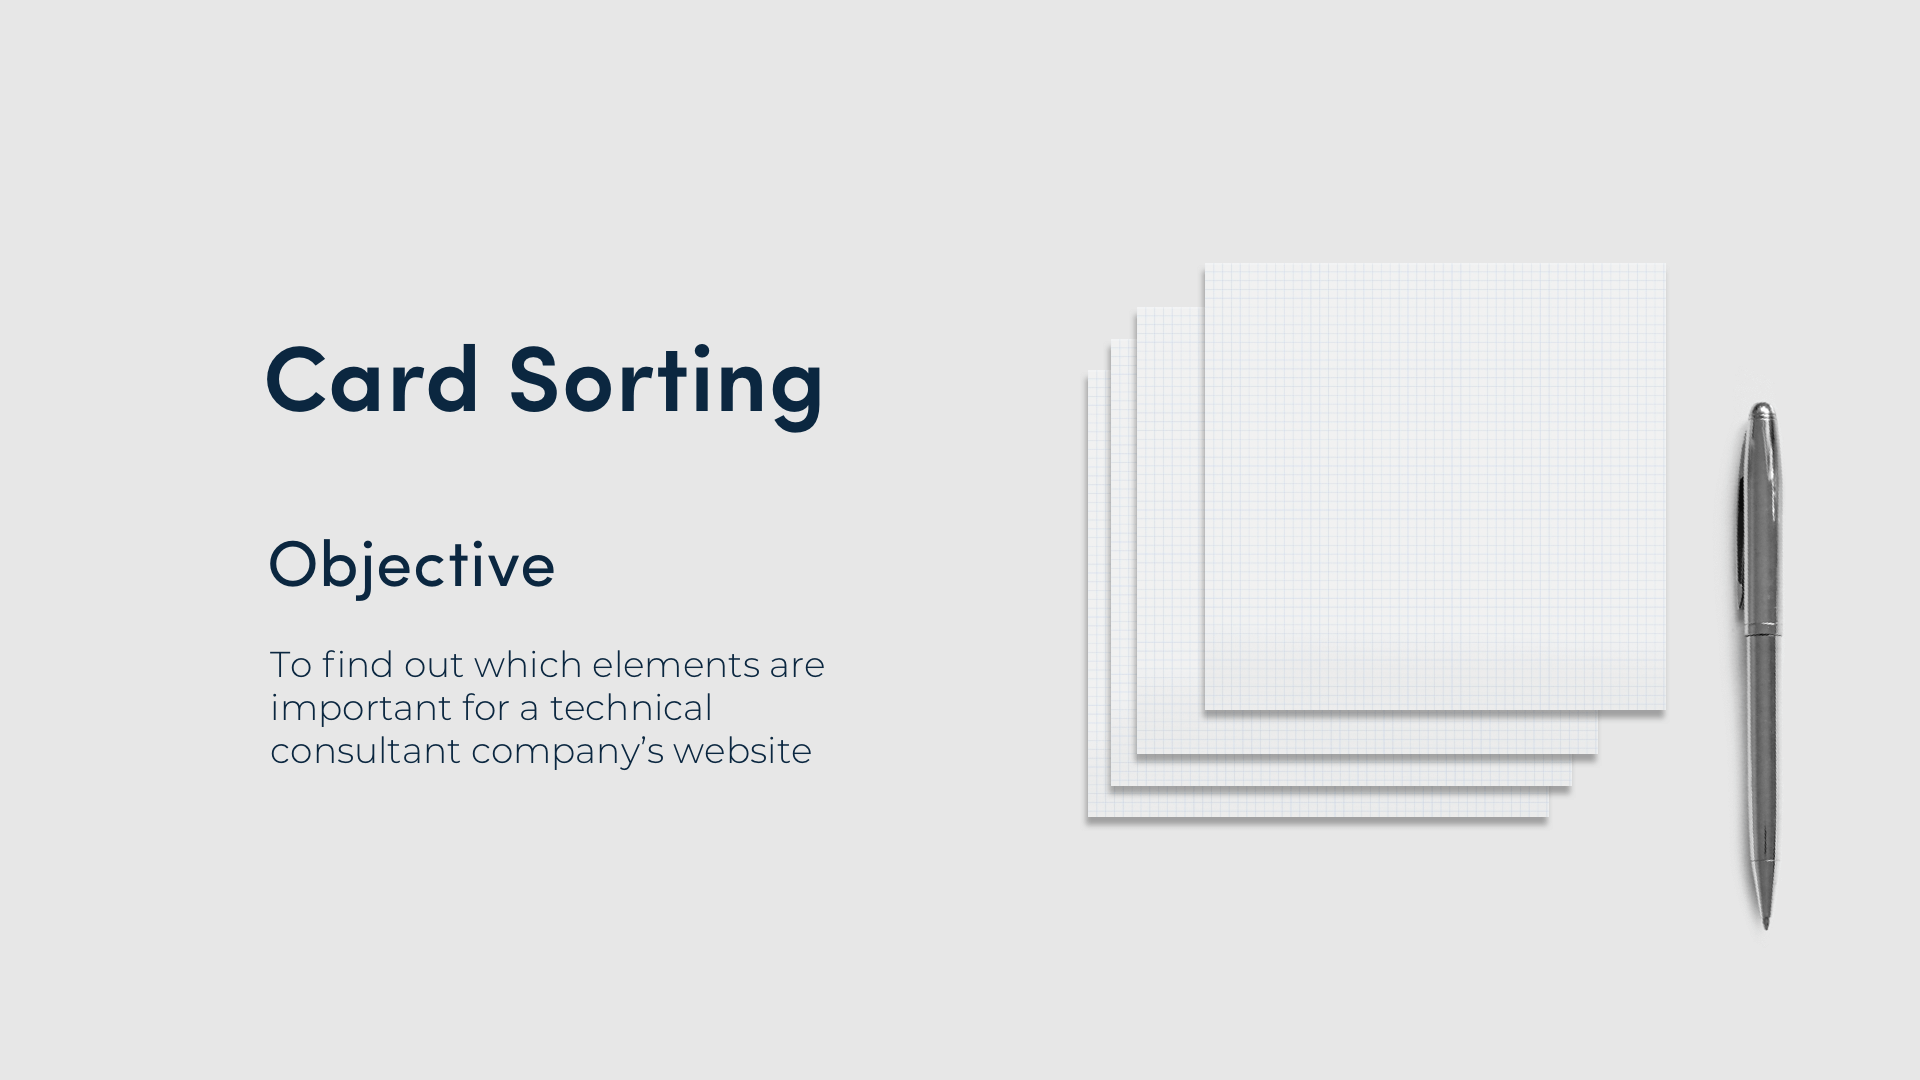 Card Sorting
Objective
To find out which elements are
important for a technical
consultant company’s website